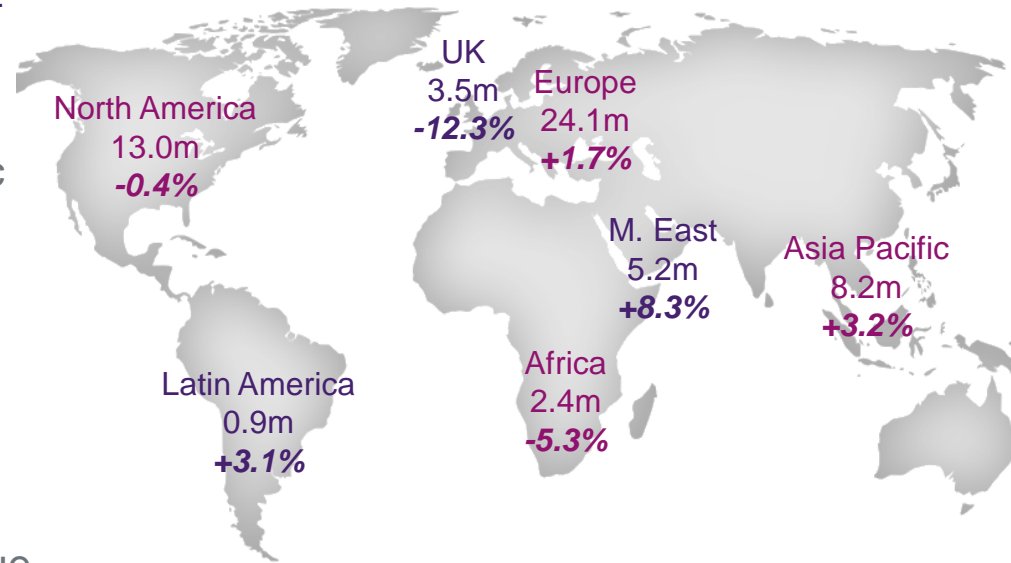 UK
3.5m
-12.3%
Europe
24.1m
+1.7%
North America
13.0m
-0.4%
M. East
5.2m
+8.3%
Asia Pacific
8.2m
+3.2%
Latin America
0.9m
+3.1%
Africa
2.4m
-5.3%